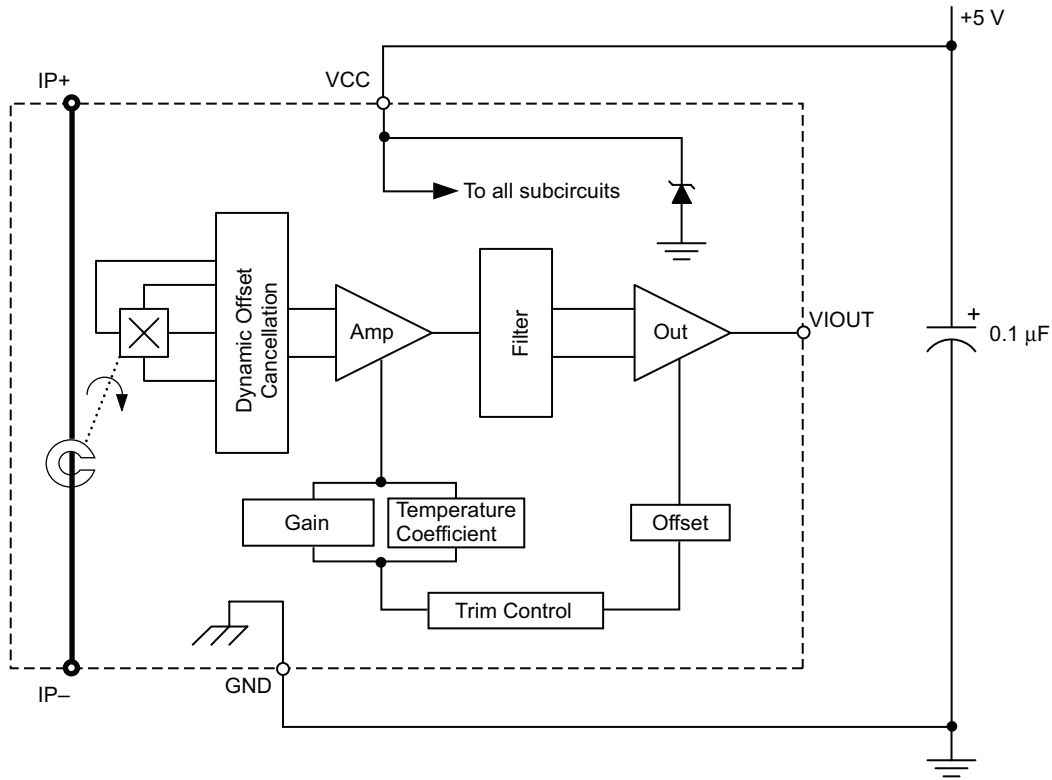 +5 V
IP+
VCC
To all subcircuits
Dynamic Offset
Cancellation
Amp
Filter
Out
VIOUT
+
0.1 µF
Gain
Temperature
Coefficient
Offset
Trim Control
GND
IP–